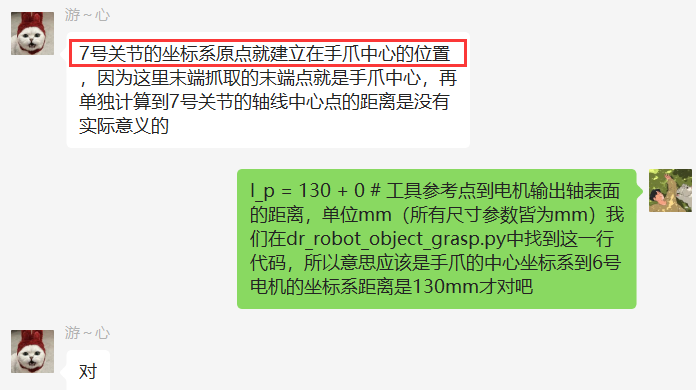 游～心
7号关节的坐标系原点就建立在手爪中心的位置
，因为这里末端抓取的末端点就是手爪中心，再
单独计算到7号关节的轴线中心点的距离是没有
实际意义的
l_p = 130 + 0 # 工具参考点到电机输出轴表面
的距离，单位mm（所有尺寸参数皆为mm）我
们在dr_robot_object_grasp.py中找到这一行
代码，所以意思应该是手爪的中心坐标系到6号
电机的坐标系距离是130mm才对吧
游～心
对